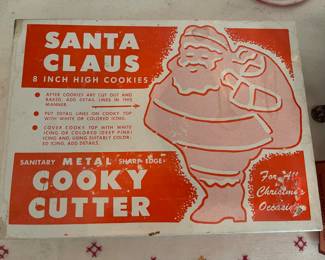 SANTA
CLAUS
8 INCH HIGH COOKIES
AFTER COOKIES ARE CUT OUT AND
BAKED, ADD DETAIL LINES IN THIS
MANNER.
PUT DETAIL LINES ON COOKY TOP
WITH WHITE OR COLORED ICING.
COVER COOKY TOP WITH WHITE
ICING OR COLORED (DEEP PINK)
ICING AND, USING SUITABLY COLOR-
ED ICING, ADD DETAILS.
SANITARY METAL SHARP EDGE
COOKY
CUTTER
For All
Christmas
Occasions